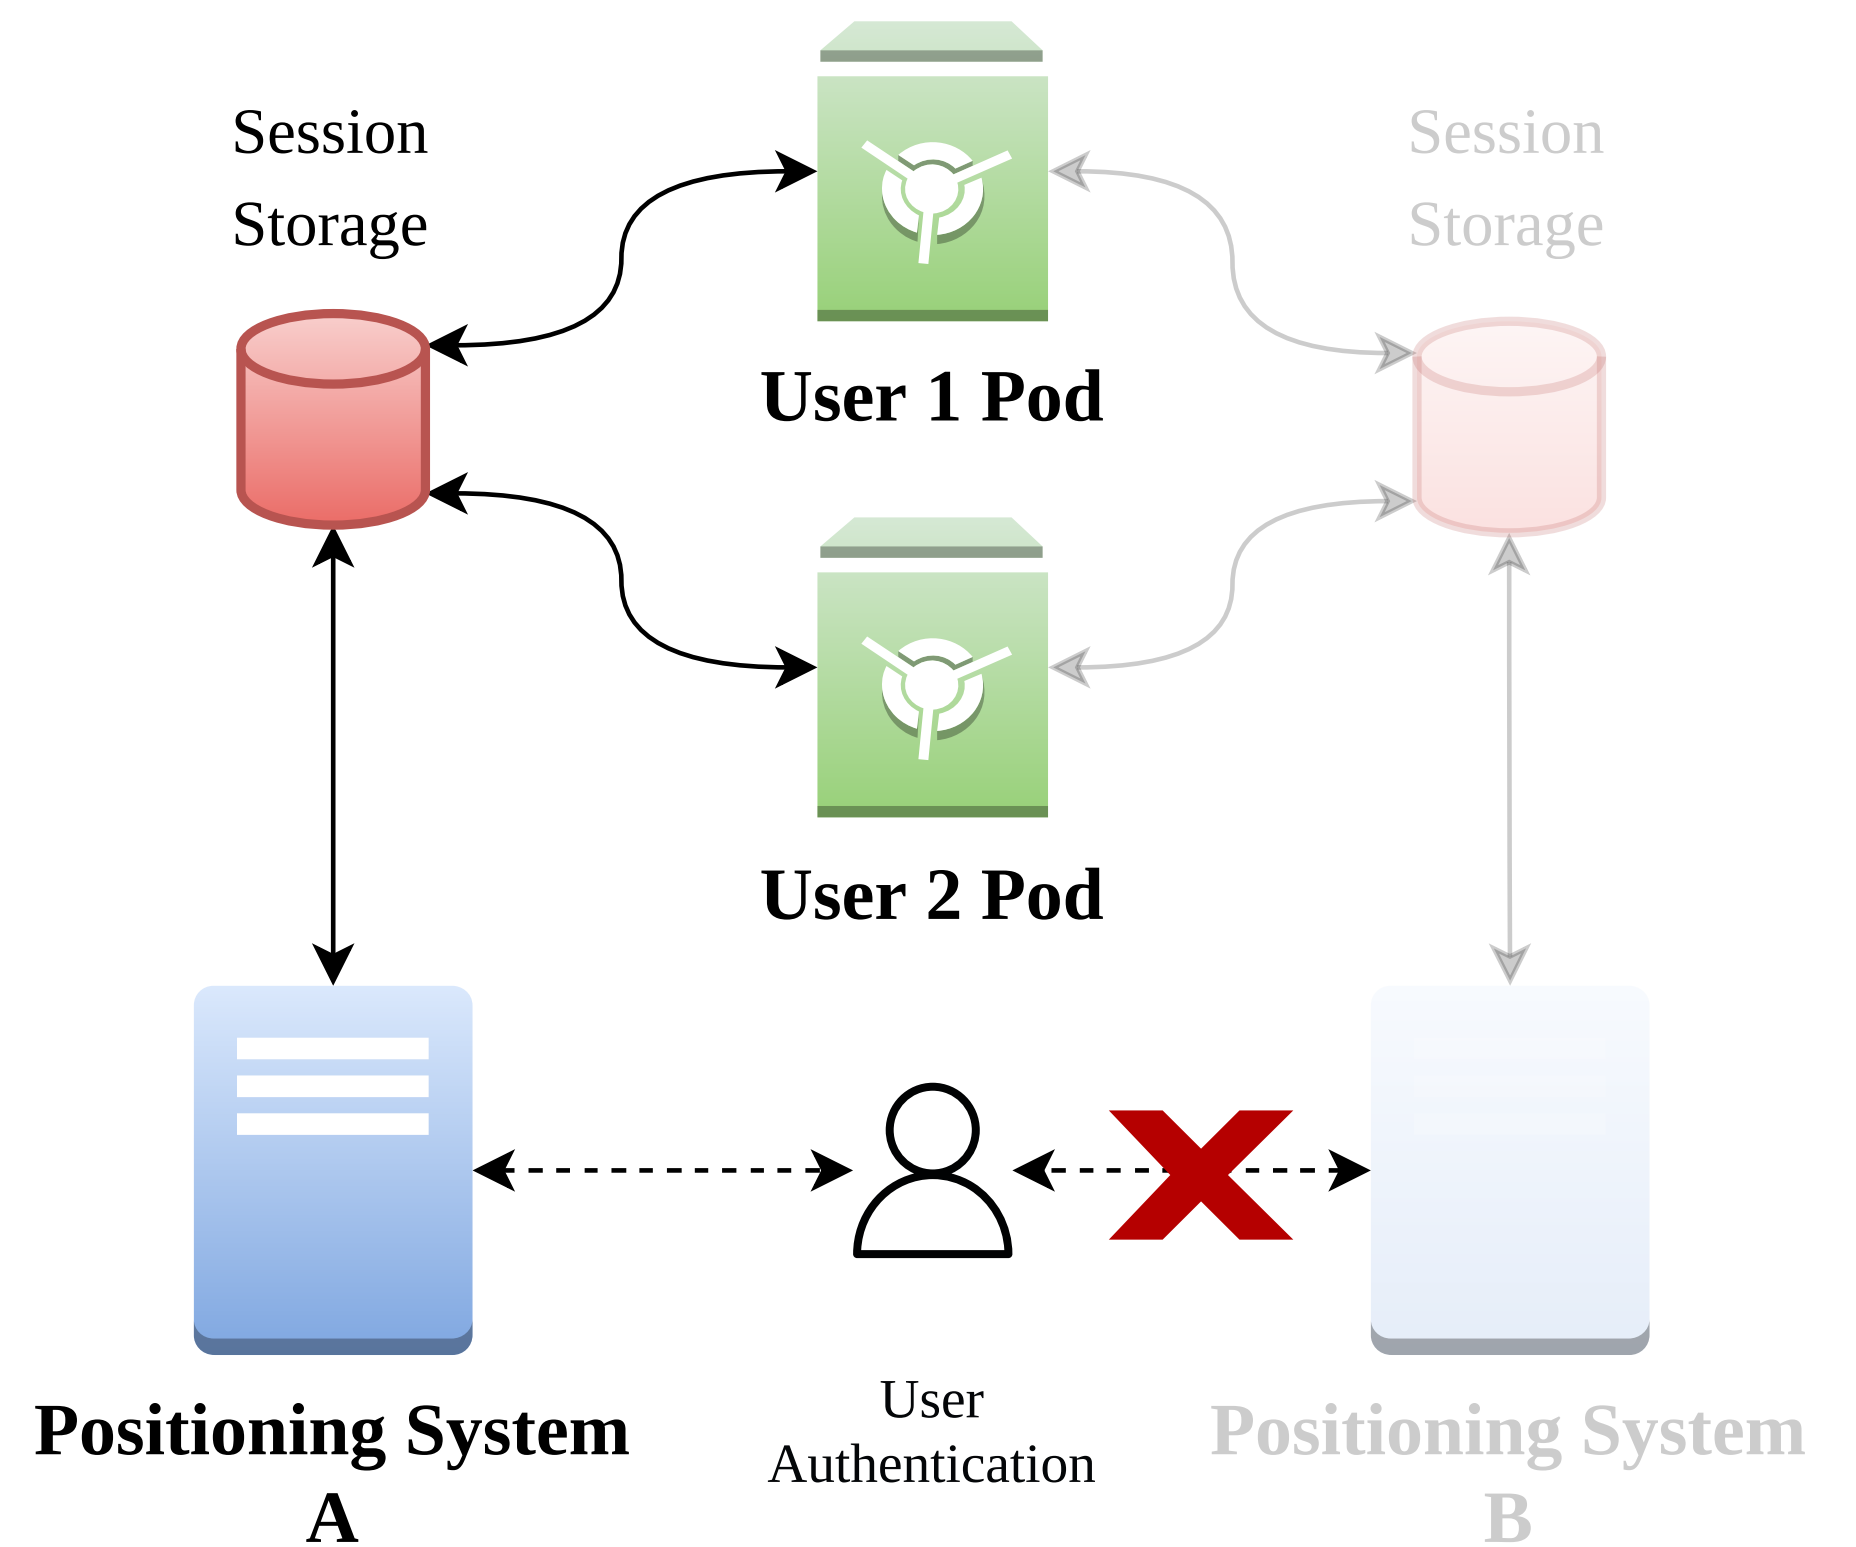 Session
Storage
Session
Storage
User 1 Pod
User 2 Pod
Positioning System
A
User
Authentication
Positioning System
B